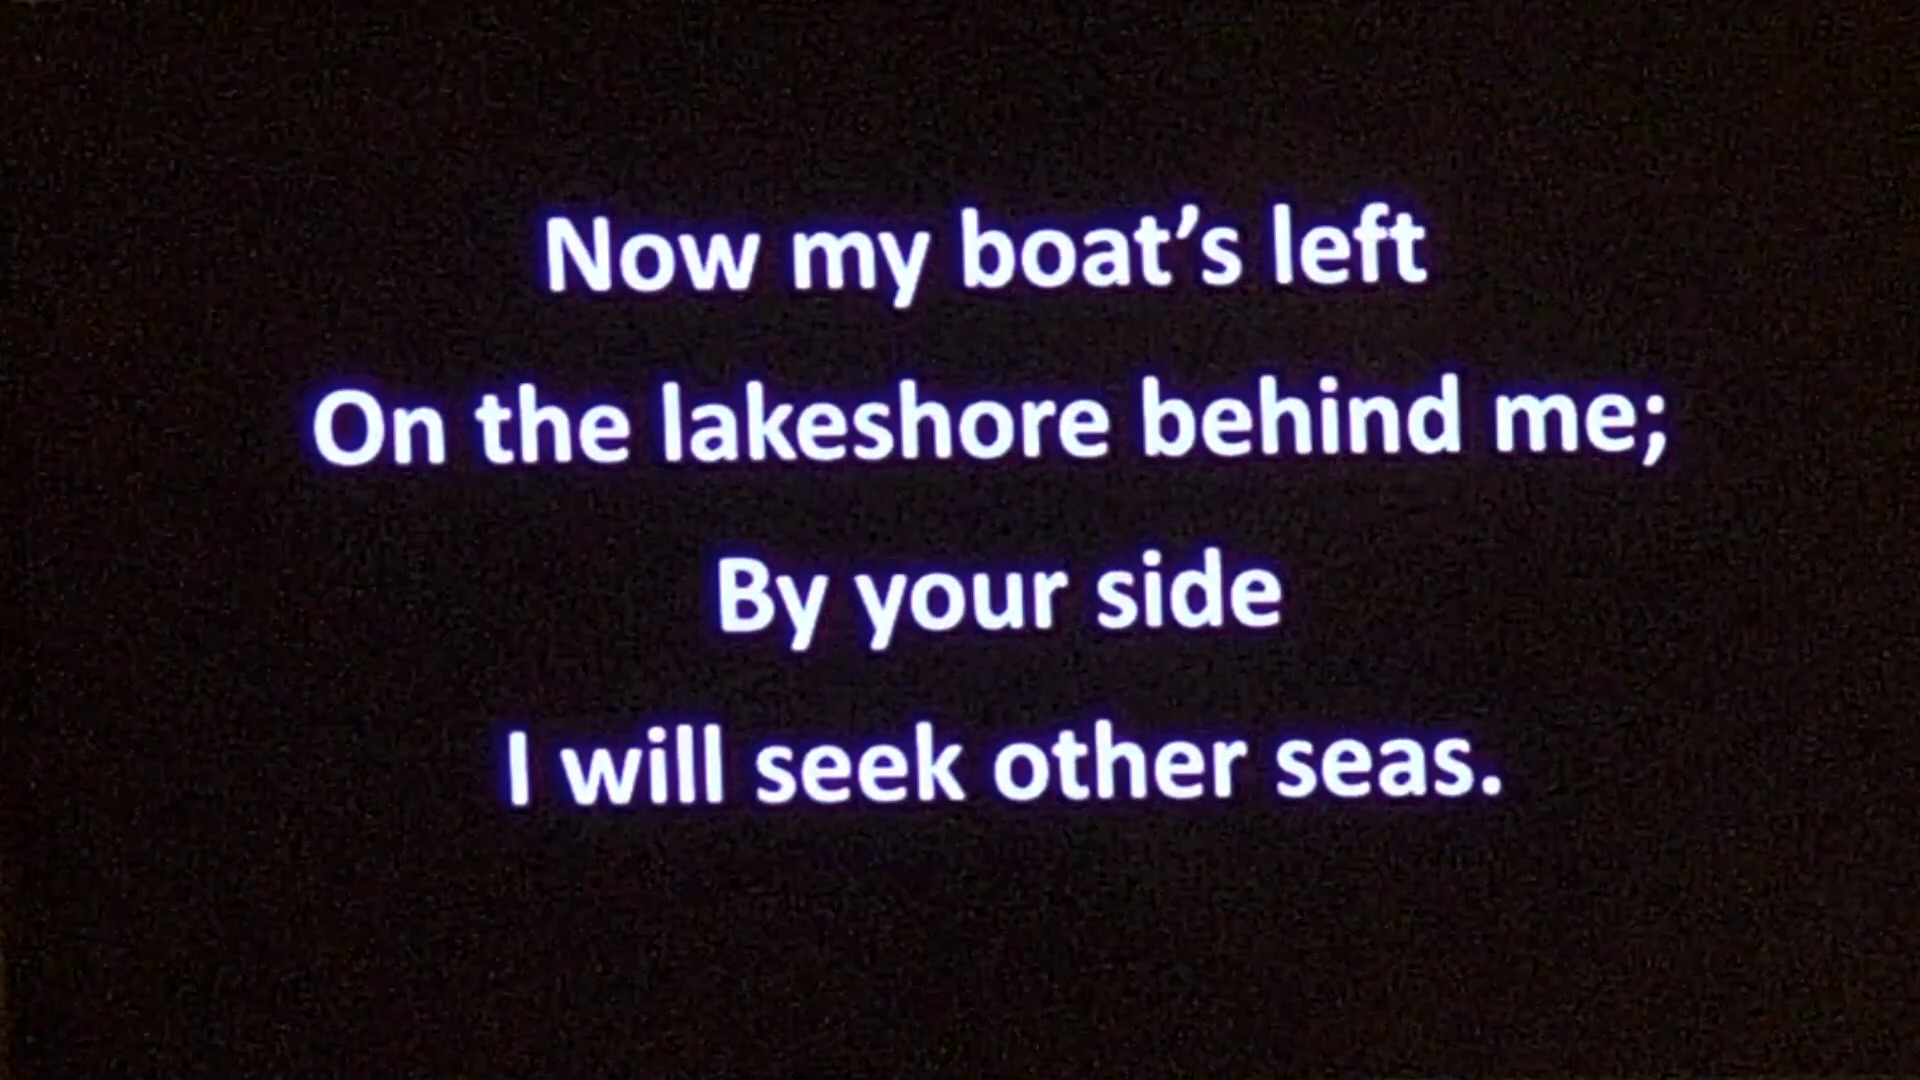 Now my boat’s left
On the lakeshore behind me;
By your side
I will seek other seas.